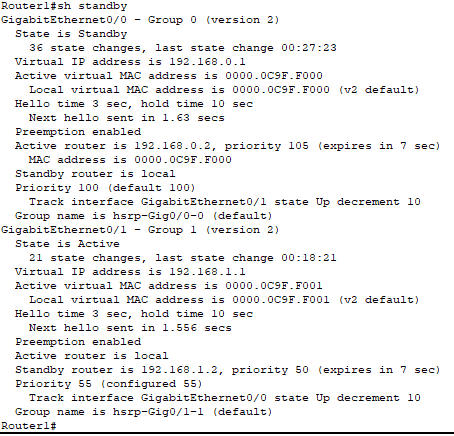 Router1#sh standby
GigabitEthernet0/0 - Group 0 (version 2)
  State is Standby
    36 state changes, last state change 00:27:23
  Virtual IP address is 192.168.0.1
  Active virtual MAC address is 0000.0C9F.F000
    Local virtual MAC address is 0000.0C9F.F000 (v2 default)
  Hello time 3 sec, hold time 10 sec
    Next hello sent in 1.63 secs
  Preemption enabled
  Active router is 192.168.0.2, priority 105 (expires in 7 sec)
    MAC address is 0000.0C9F.F000
  Standby router is local
  Priority 100 (default 100)
    Track interface GigabitEthernet0/1 state Up decrement 10
  Group name is hsrp-Gig0/0-0 (default)
GigabitEthernet0/1 - Group 1 (version 2)
  State is Active
    21 state changes, last state change 00:18:21
  Virtual IP address is 192.168.1.1
  Active virtual MAC address is 0000.0C9F.F001
    Local virtual MAC address is 0000.0C9F.F001 (v2 default)
  Hello time 3 sec, hold time 10 sec
    Next hello sent in 1.556 secs
  Preemption enabled
  Active router is local
  Standby router is 192.168.1.2, priority 50 (expires in 7 sec)
  Priority 55 (configured 55)
    Track interface GigabitEthernet0/0 state Up decrement 10
  Group name is hsrp-Gig0/1-1 (default)
Router1#